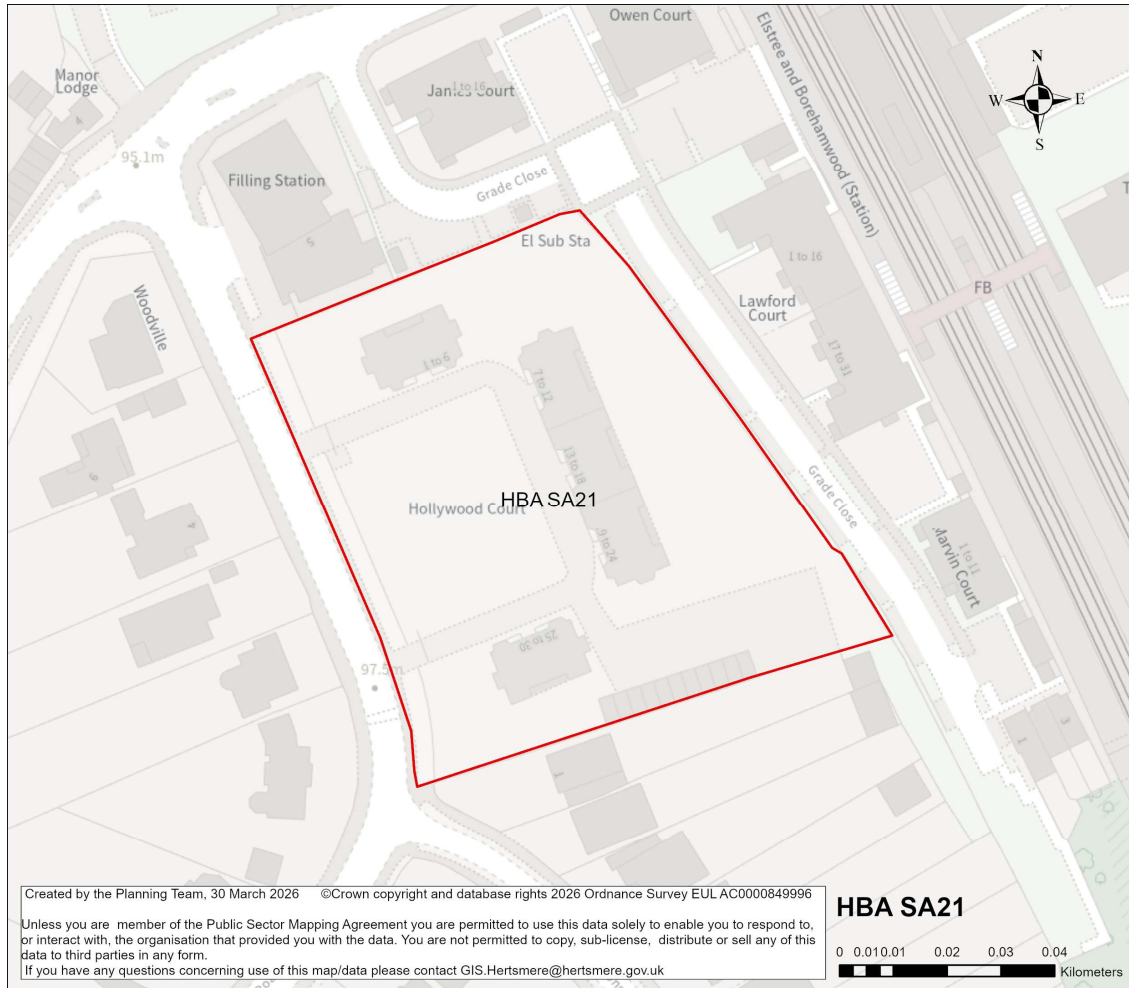 Owen Court
Elstree and Borehamwood (Station)
Manor
Lodge
4
1 to 16
James Court
N
W
E
S
95.1m
Filling Station
5
Grade Close
El Sub Sta
1 to 16
FB
Lawford
Court
Woodville
1 to 6
7 to 12
17 to 31
13 to 18
HBA SA21
Hollywood Court
6
4
Grade Close
9 to 24
Marvin Court
1 to 11
25 to 30
97.5m
1
3
1
Created by the Planning Team, 30 March 2026 ©Crown copyright and database rights 2026 Ordnance Survey EUL AC0000849996
Unless you are member of the Public Sector Mapping Agreement you are permitted to use this data solely to enable you to respond to,
or interact with, the organisation that provided you with the data. You are not permitted to copy, sub-license, distribute or sell any of this
data to third parties in any form.
If you have any questions concerning use of this map/data please contact GIS.Hertsmere@hertsmere.gov.uk
HBA SA21
0 0.01 0.01 0.02 0.03 0.04
Kilometers